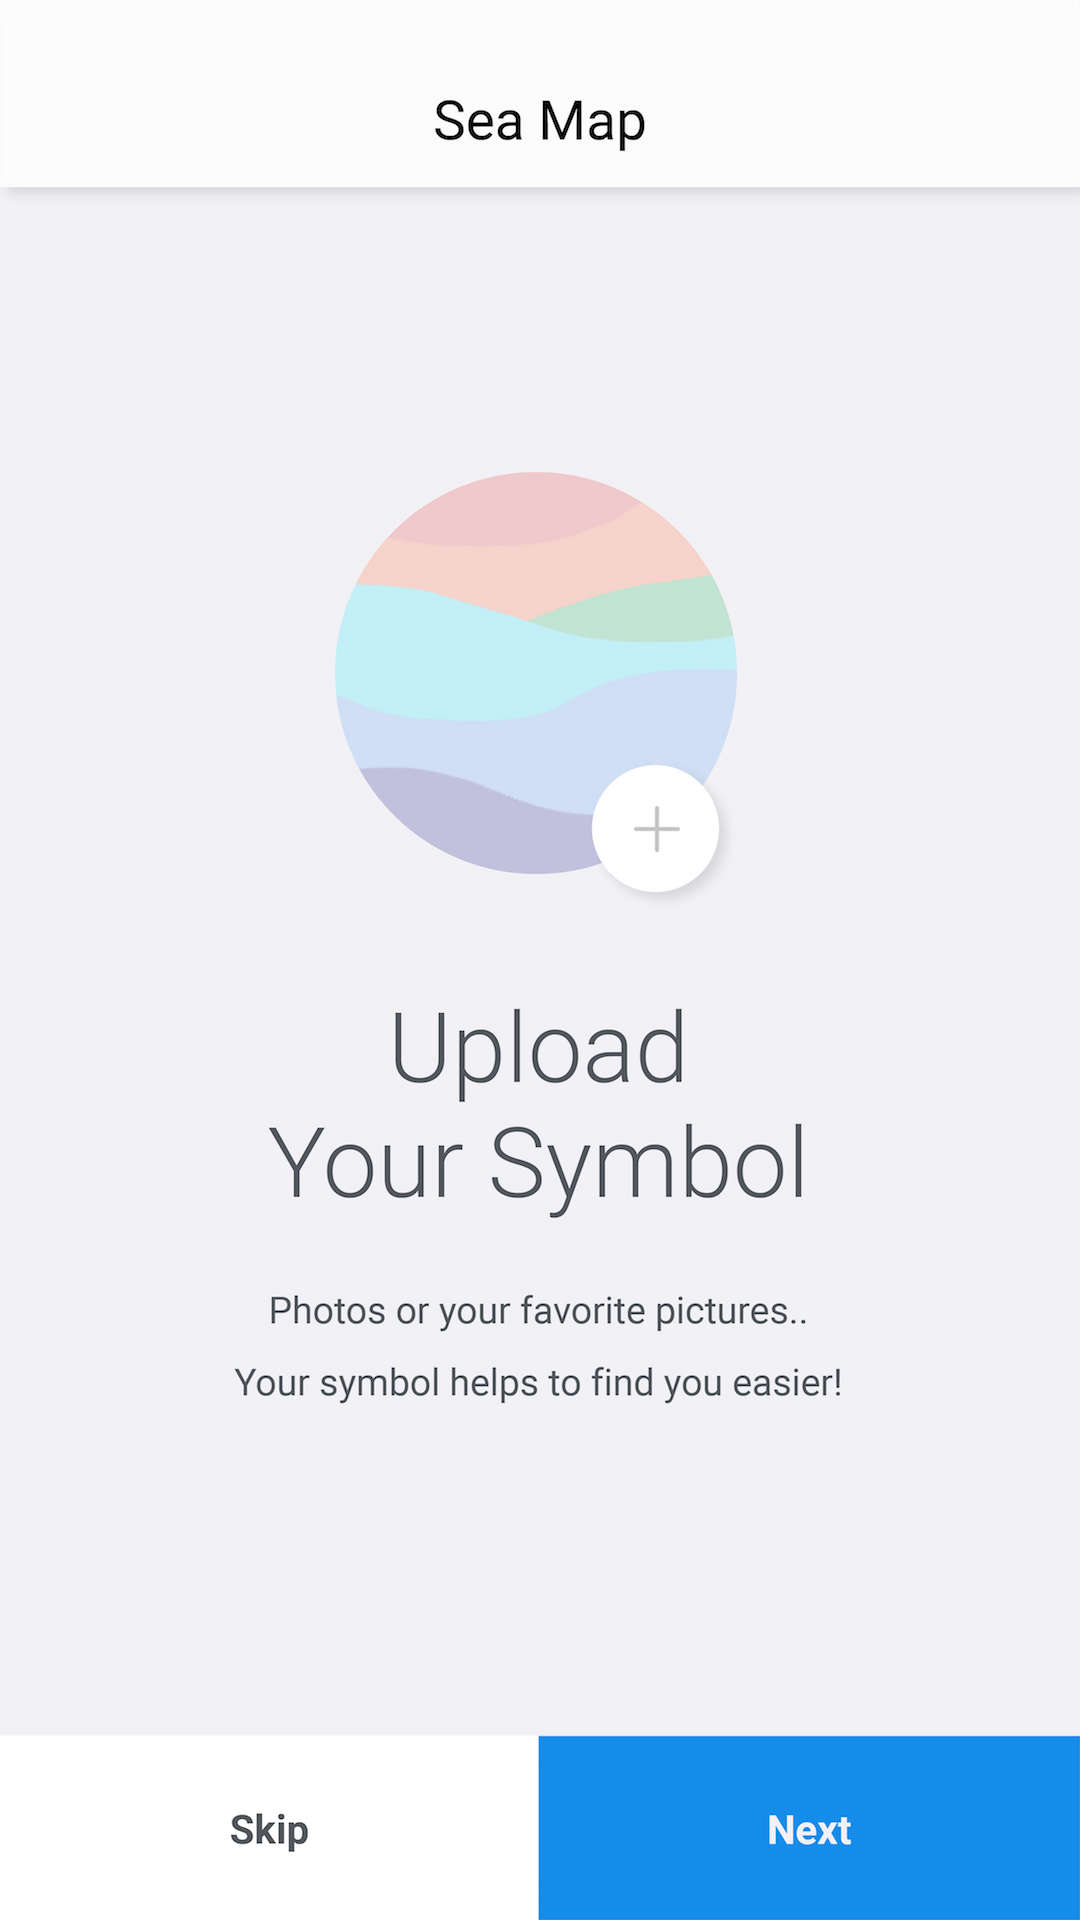 Sea Map
Upload
Your Symbol
Photos or your favorite pictures..
Your symbol helps to find you easier!
Skip
Next